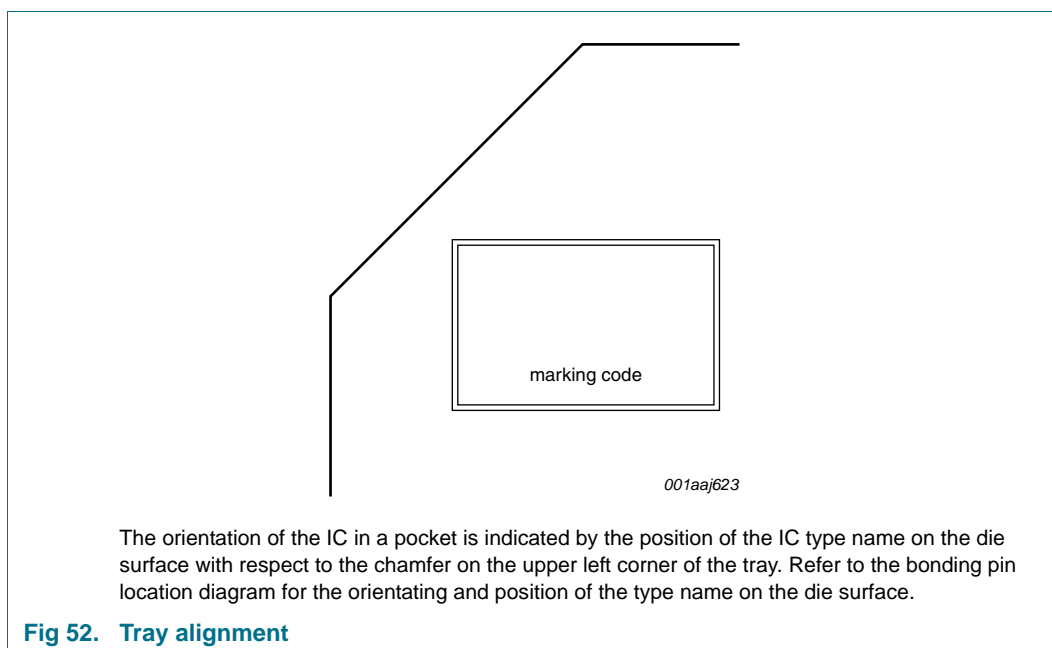 marking code
001aaj623
The orientation of the IC in a pocket is indicated by the position of the IC type name on the die
surface with respect to the chamfer on the upper left corner of the tray. Refer to the bonding pin
location diagram for the orientating and position of the type name on the die surface.
Fig 52. Tray alignment